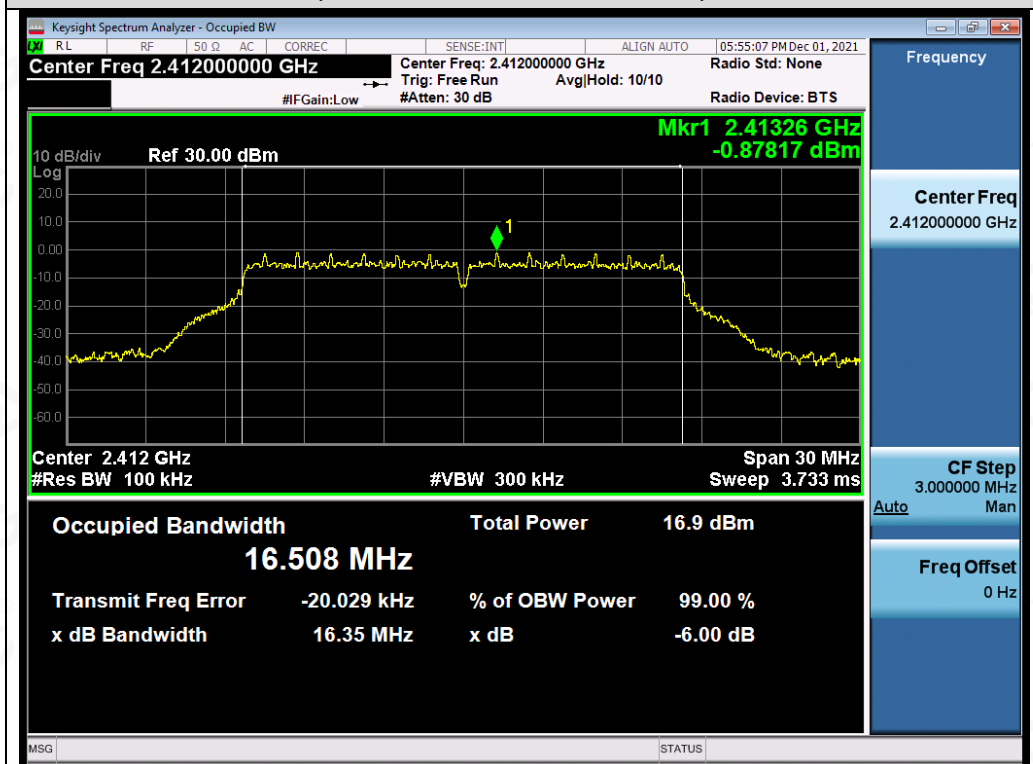 Keysight Spectrum Analyzer - Occupied BW
LXI RL RF 50 Ω AC CORREC SENSE:INT ALIGN AUTO 05:55:07 PM Dec 01, 2021
Center Freq 2.412000000 GHz
Center Freq: 2.412000000 GHz
Radio Std: None
Trig: Free Run Avg|Hold: 10/10
#IFGain:Low
#Atten: 30 dB
Radio Device: BTS
Mkr1 2.41326 GHz
-0.87817 dBm
10 dB/div Ref 30.00 dBm
Log
20.0
10.0
1
0.00
-10.0
-20.0
-30.0
-40.0
-50.0
-60.0
Center 2.412 GHz Span 30 MHz
#Res BW 100 kHz #VBW 300 kHz Sweep 3.733 ms
Occupied Bandwidth Total Power 16.9 dBm
16.508 MHz
Transmit Freq Error -20.029 kHz % of OBW Power 99.00 %
x dB Bandwidth 16.35 MHz x dB -6.00 dB
Frequency
Center Freq
2.412000000 GHz
CF Step
3.000000 MHz
Auto Man
Freq Offset
0 Hz
MSG STATUS